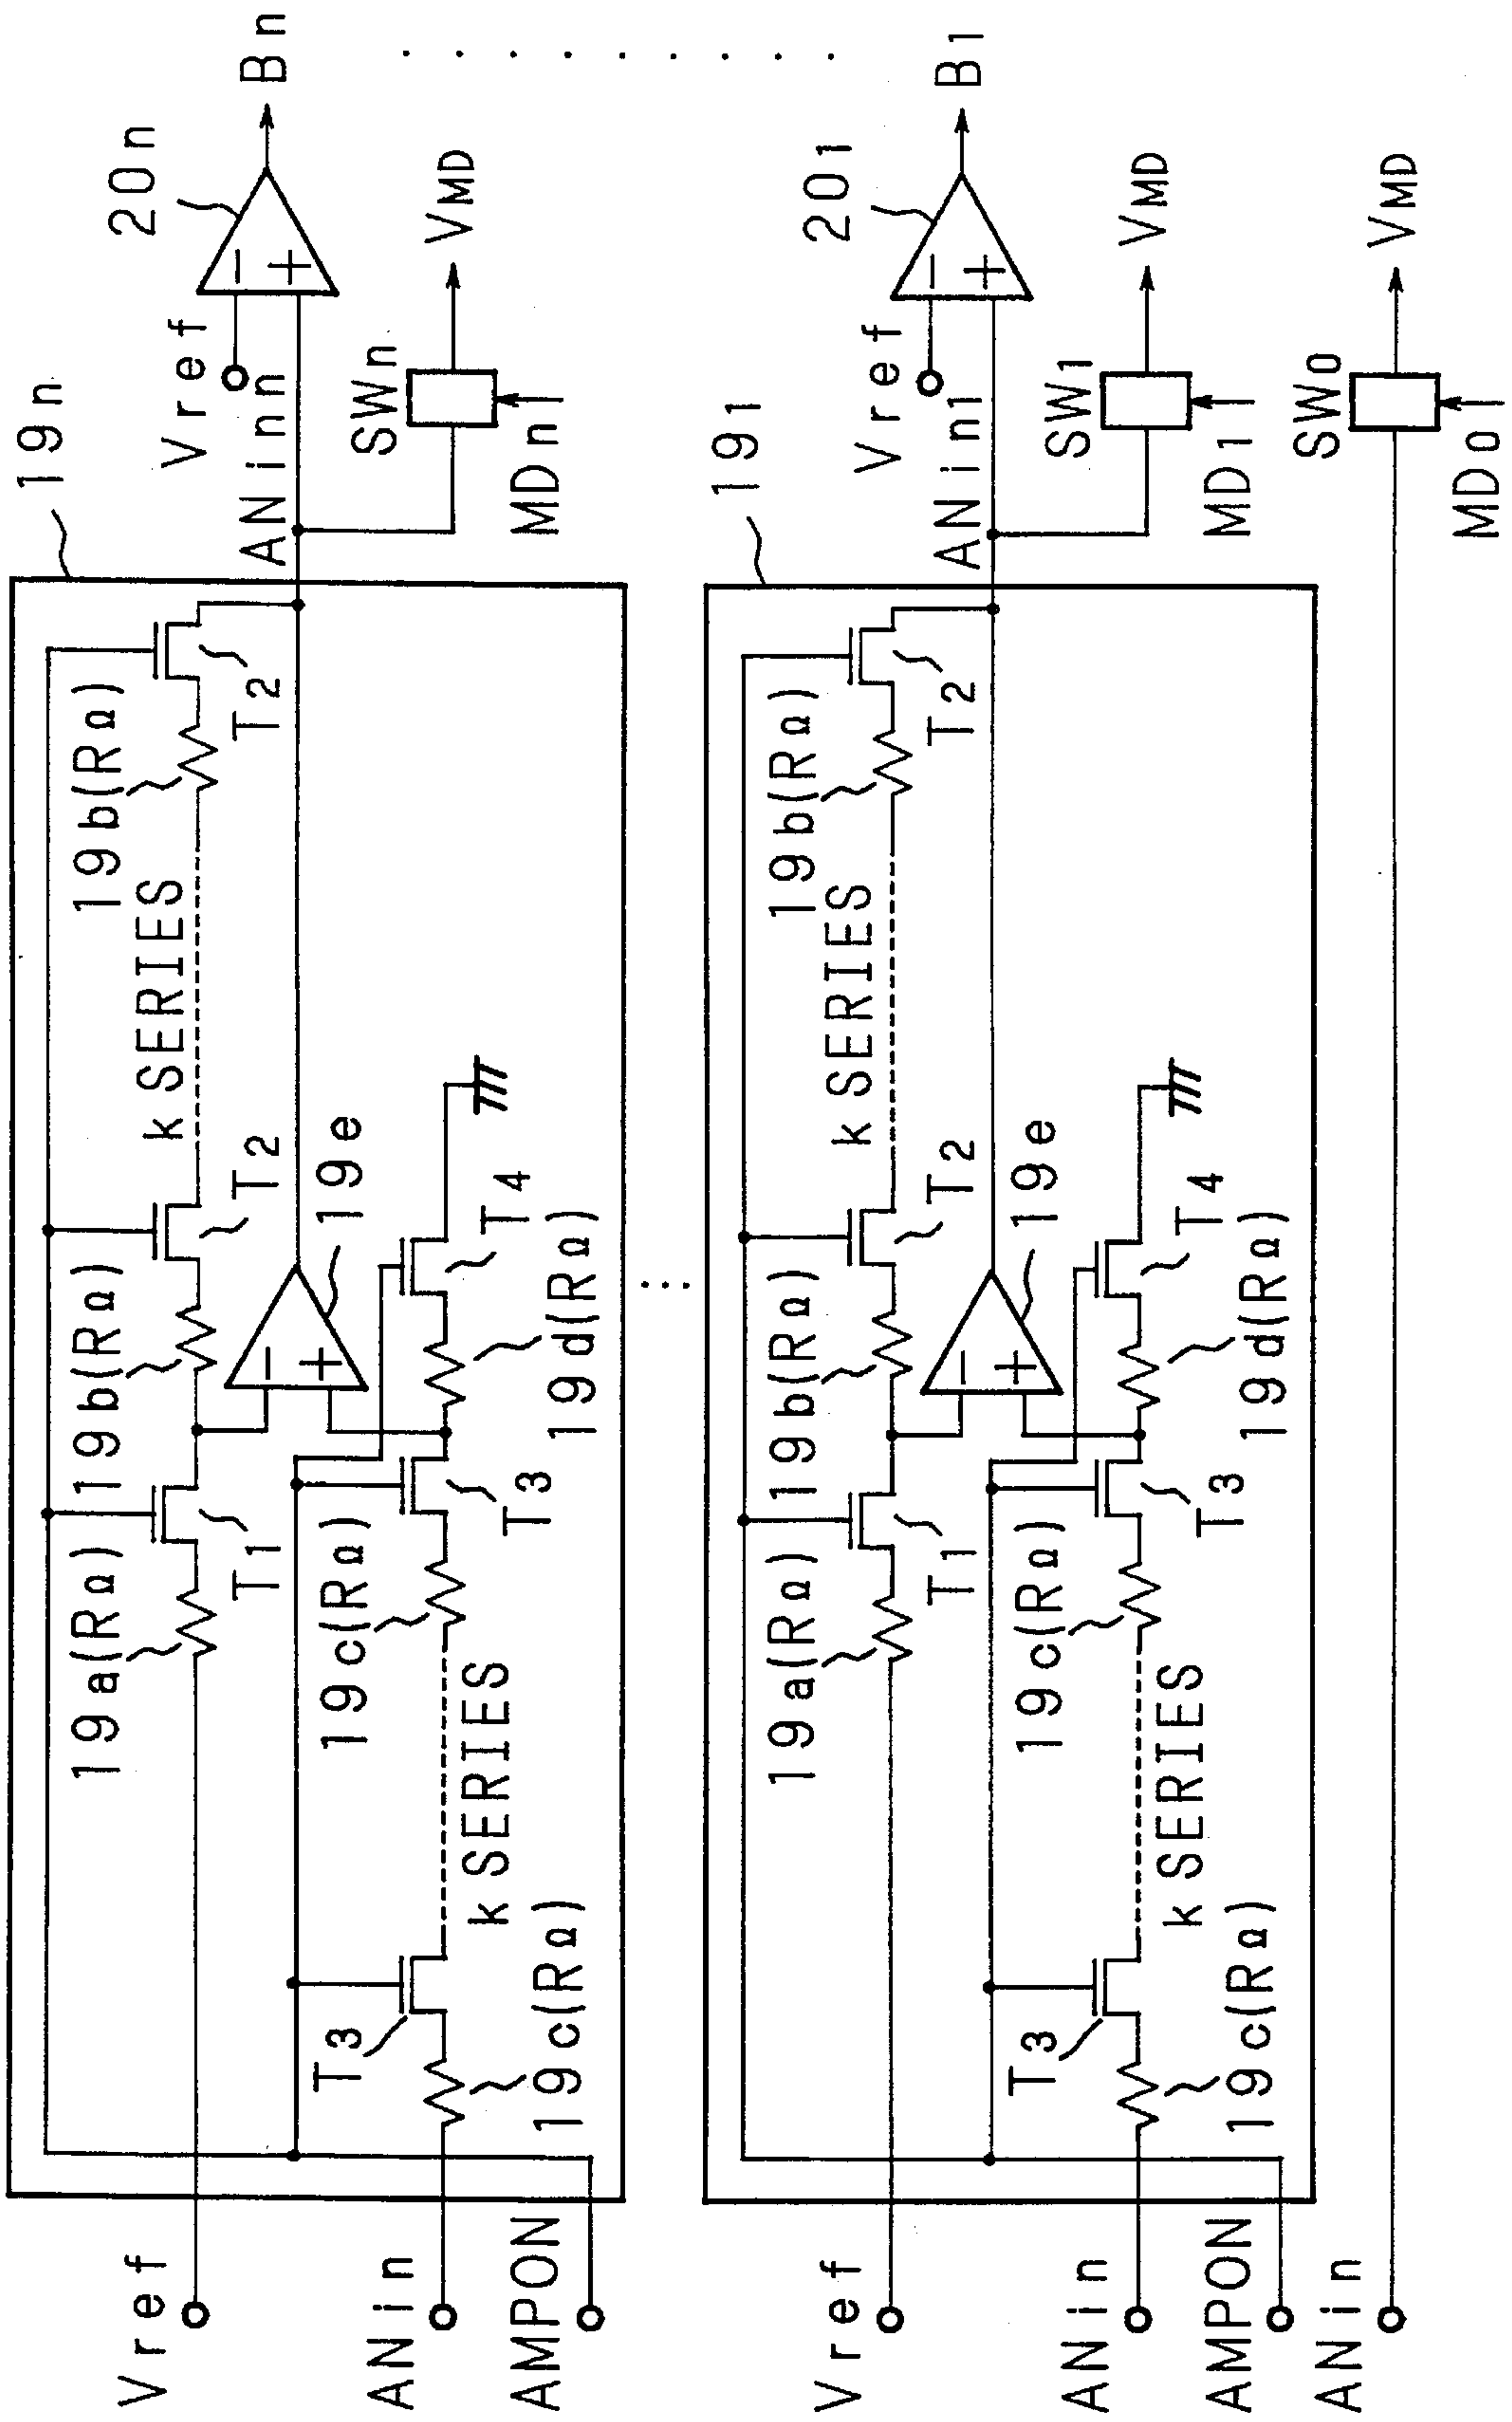 19n
20n
Bn
Vref
19a(RΩ)
T1
19b(RΩ)
T2
k SERIES
19b(RΩ)
T2
Vref
ANinn
SWn
VMD
MDn
19e
ANin
T3
19c(RΩ)
k SERIES
19c(RΩ)
T3
19d(RΩ)
T4
AMPON
191
201
B1
Vref
19a(RΩ)
T1
19b(RΩ)
T2
k SERIES
19b(RΩ)
T2
Vref
ANin1
SW1
VMD
MD1
19e
ANin
T3
19c(RΩ)
k SERIES
19c(RΩ)
T3
19d(RΩ)
T4
AMPON
ANin
SW0
VMD
MD0